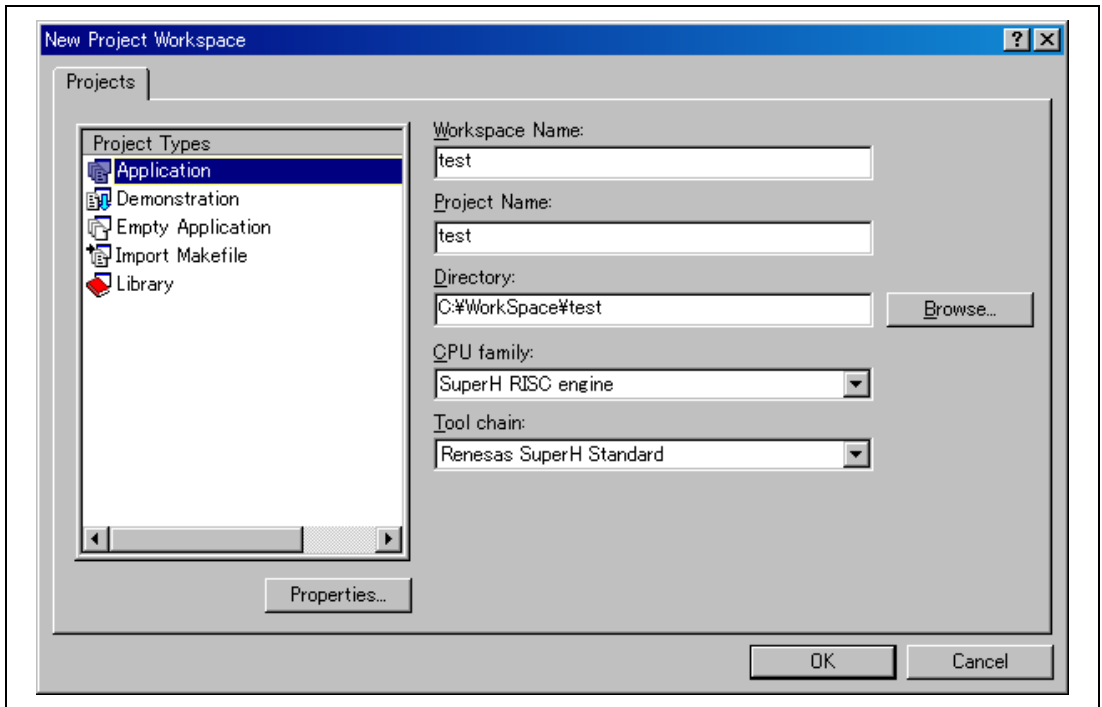 New Project Workspace
Projects
Project Types
Application
Demonstration
Empty Application
Import Makefile
Library
Properties...
Workspace Name:
test
Project Name:
test
Directory:
C:¥WorkSpace¥test
Browse...
CPU family:
SuperH RISC engine
Tool chain:
Renesas SuperH Standard
OK
Cancel